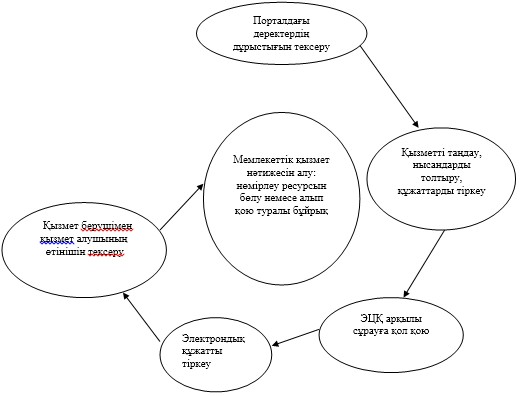 Порталдағы
деректердің
дұрыстығын тексеру
Қызметті таңдау,
нысандарды
толтыру,
құжаттарды тіркеу
ЭЦҚ арқылы
сұрауға қол қою
Электрондық
құжатты
тіркеу
Қызмет берушімен
қызмет алушының
өтінішін тексеру
Мемлекеттік қызмет
нәтижесін алу:
нөмірлеу ресурсын
бөлу немесе алып
қою туралы бұйрық